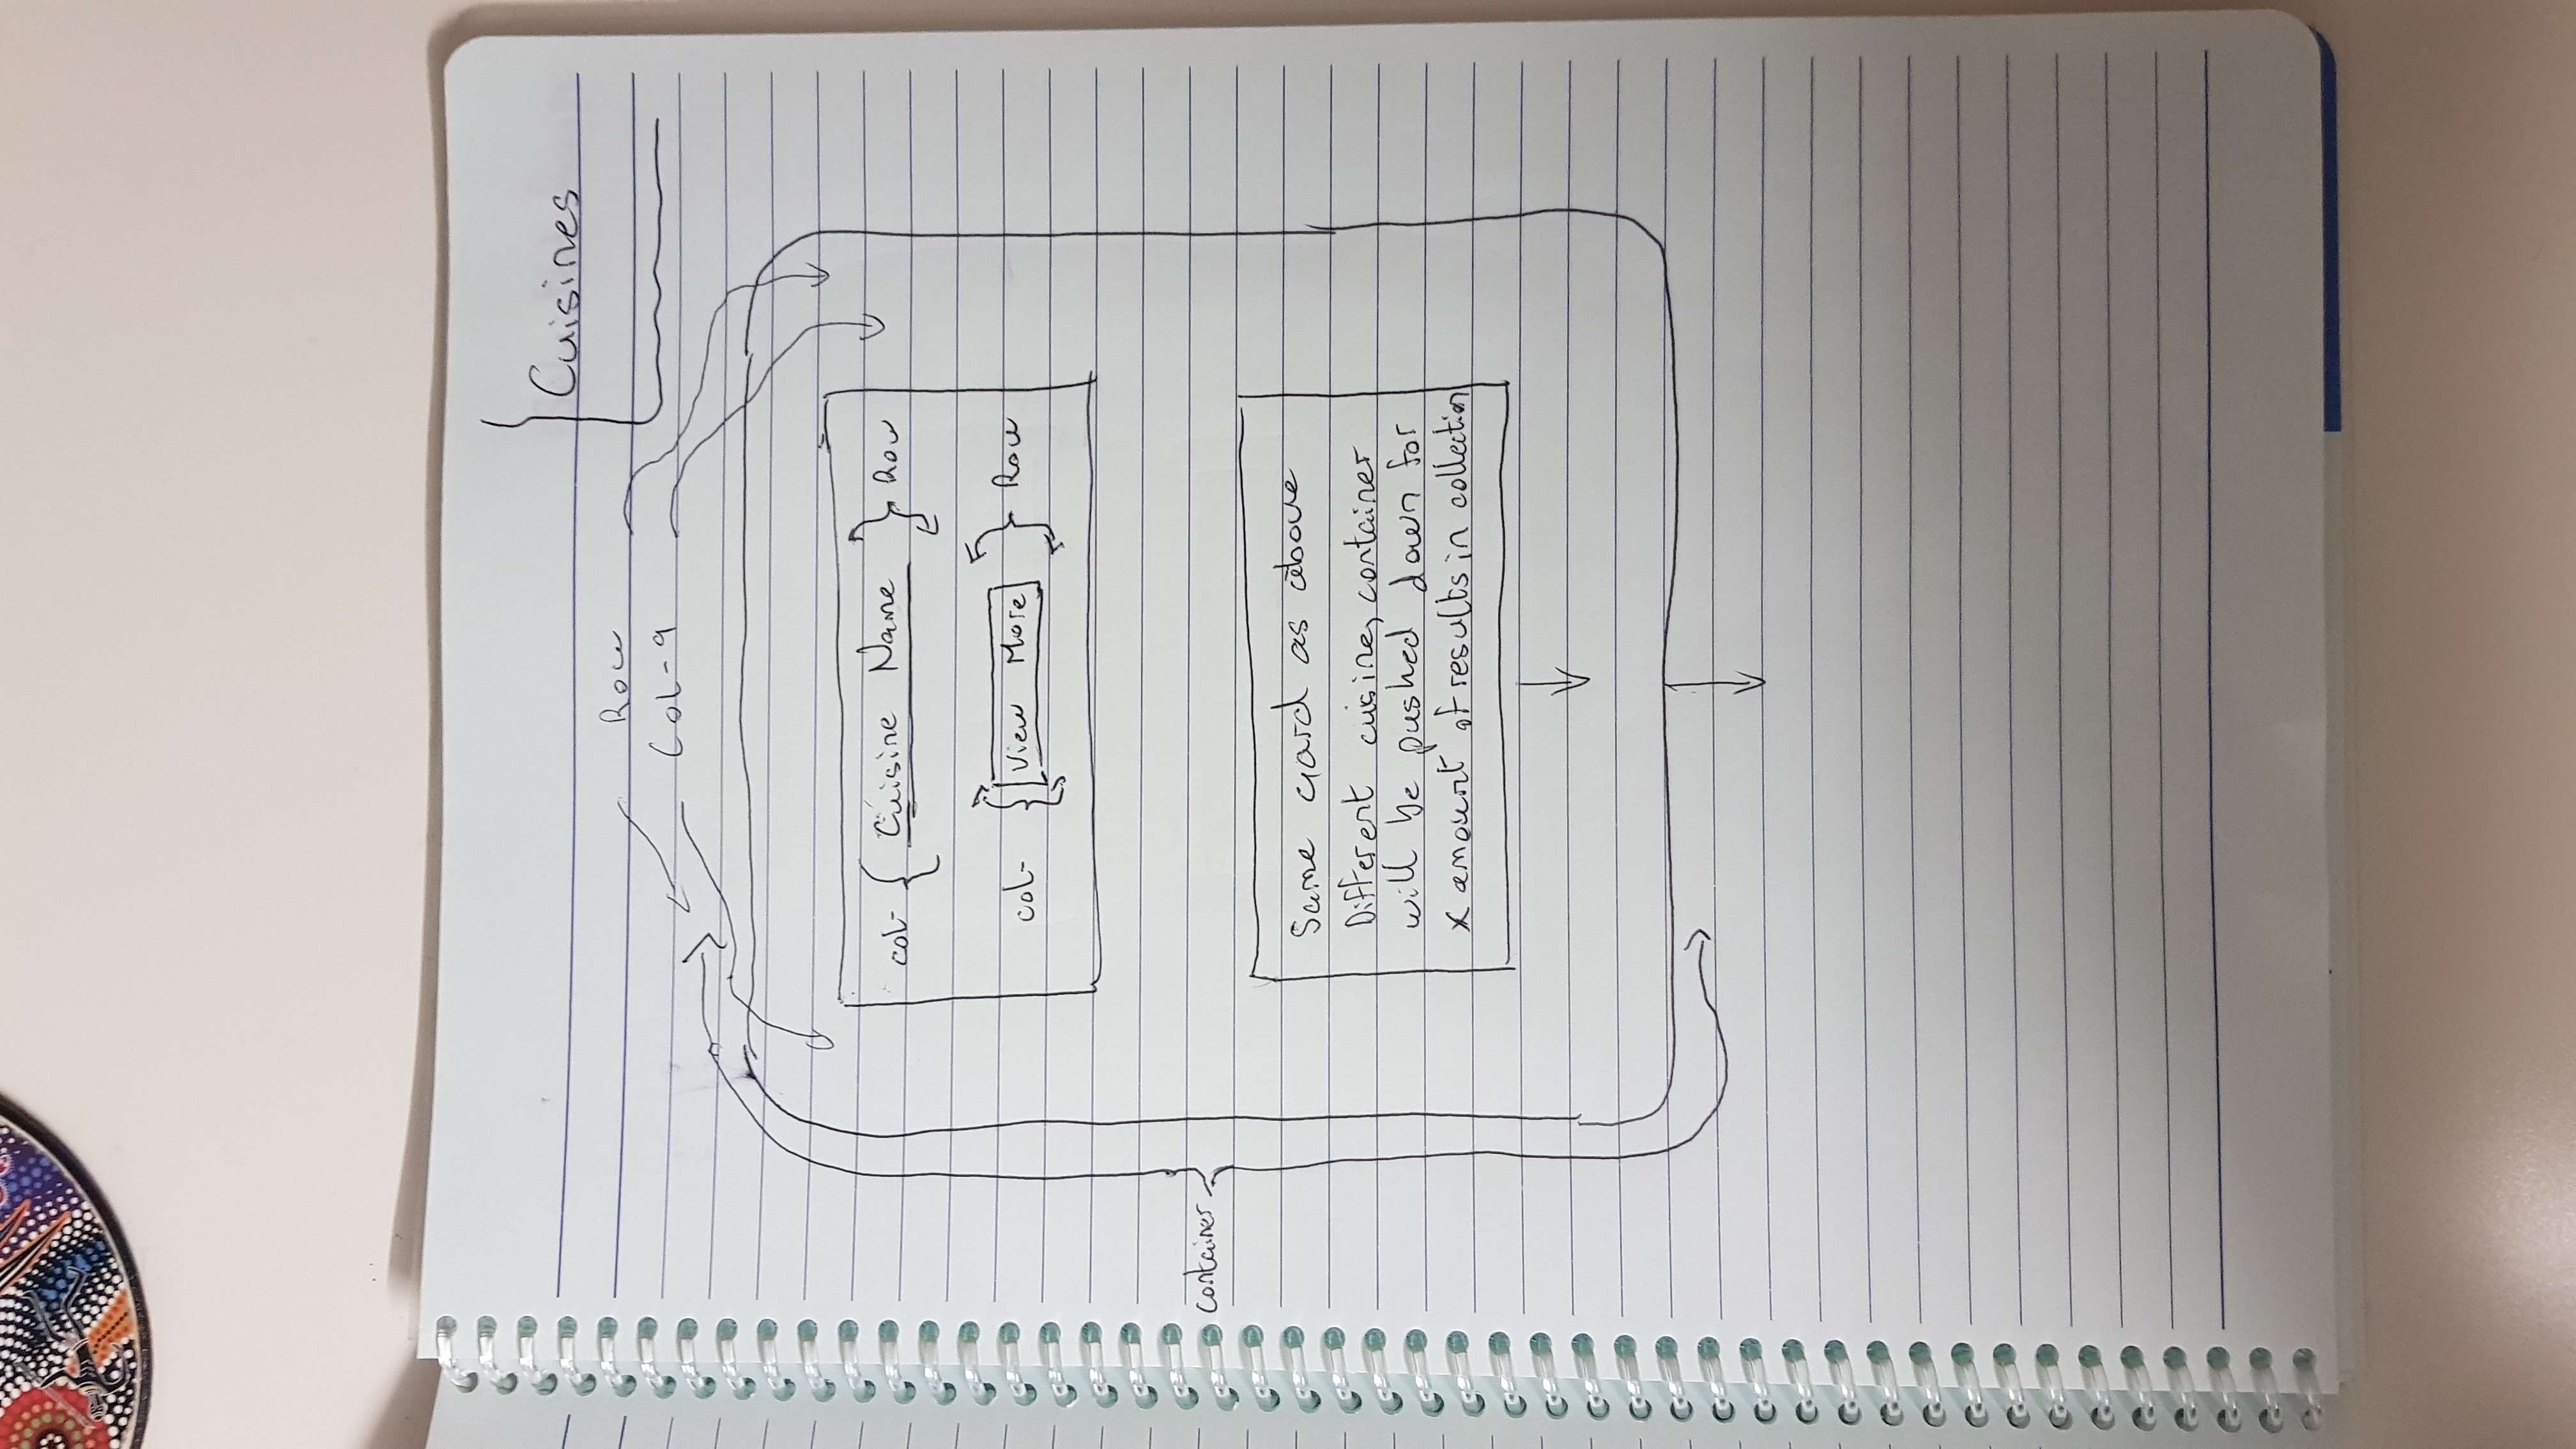 Cuisines
Row
Col-9
col- Cuisine Name Row
col- View More Row
container
Same card as above
Different cuisine, container
will be pushed down for
x amount of results in collection